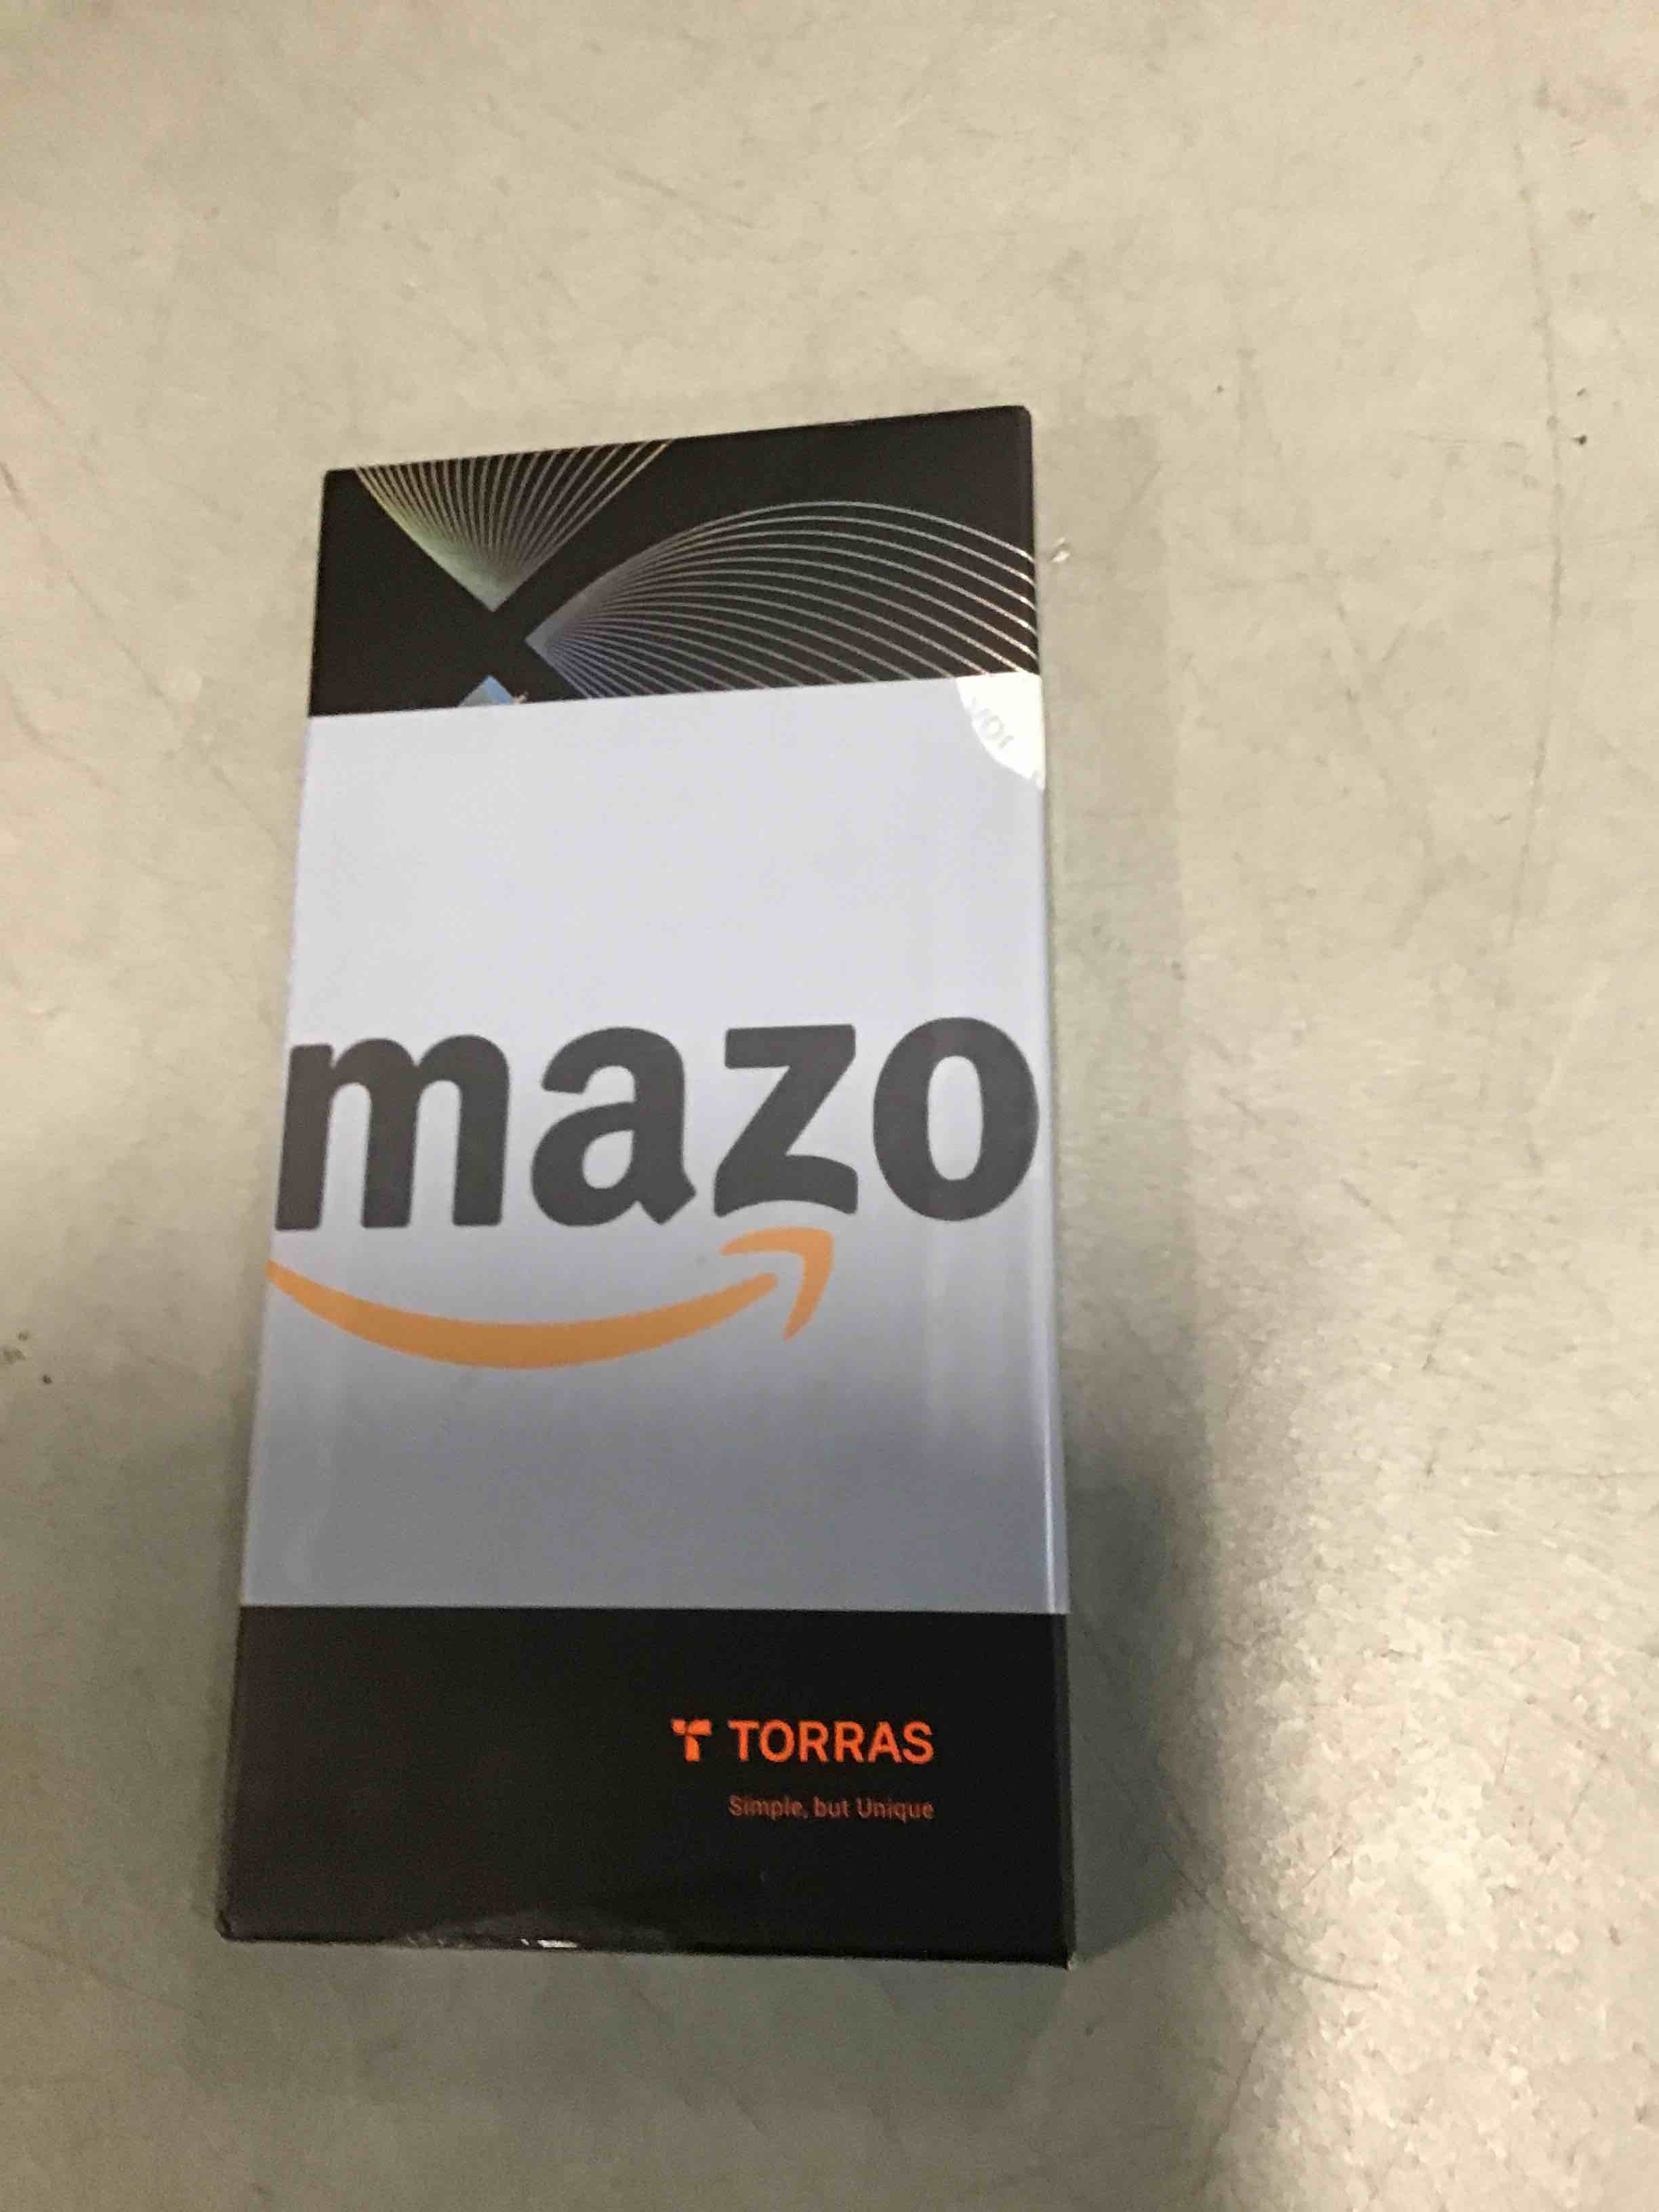 mazo
TORRAS
Simple, but Unique